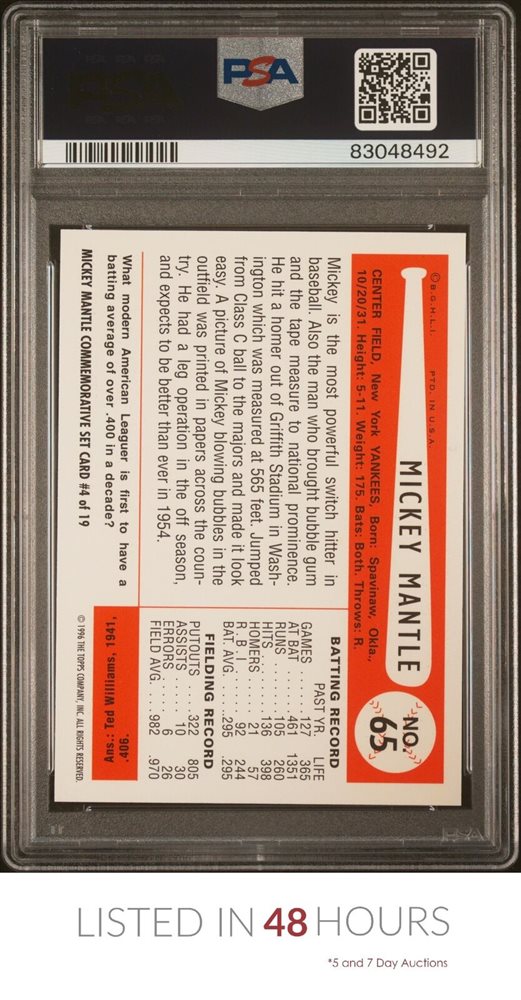 PSA
83048492
© B.G.H.L.I. PTD. IN U.S.A.
MICKEY MANTLE
NO.
65
CENTER FIELD, New York YANKEES, Born: Spavinaw, Okla.,
10/20/31. Height: 5-11. Weight: 175. Bats: Both. Throws: R.
Mickey is the most powerful switch hitter in
baseball. Also the man who brought bubble gum
and the tape measure to national prominence.
He hit a homer out of Griffith Stadium in Wash-
ington which was measured at 565 feet. Jumped
from Class C ball to the majors and made it look
easy. A picture of Mickey blowing bubbles in the
outfield was printed in papers across the coun-
try. He had a leg operation in the off season,
and expects to be better than ever in 1954.
BATTING RECORD
PAST YR. LIFE
GAMES . . . . . 127 365
AT BAT . . . . . 461 1351
RUNS . . . . . 105 260
HITS . . . . . 136 398
HOMERS . . . . 21 57
R. B. I. . . . . . 92 244
BAT. AVG. . . . .295 .295
FIELDING RECORD
PUTOUTS . . . . 322 805
ASSISTS . . . . 10 30
ERRORS . . . . 6 26
FIELD AVG. . . .982 .970
What modern American Leaguer is first to have a
batting average of over .400 in a decade?
Ans.: Ted Williams, 1941,
.406.
MICKEY MANTLE COMMEMORATIVE SET CARD #4 of 19
© 1996 THE TOPPS COMPANY, INC. ALL RIGHTS RESERVED.
LISTED IN 48 HOURS
*5 and 7 Day Auctions